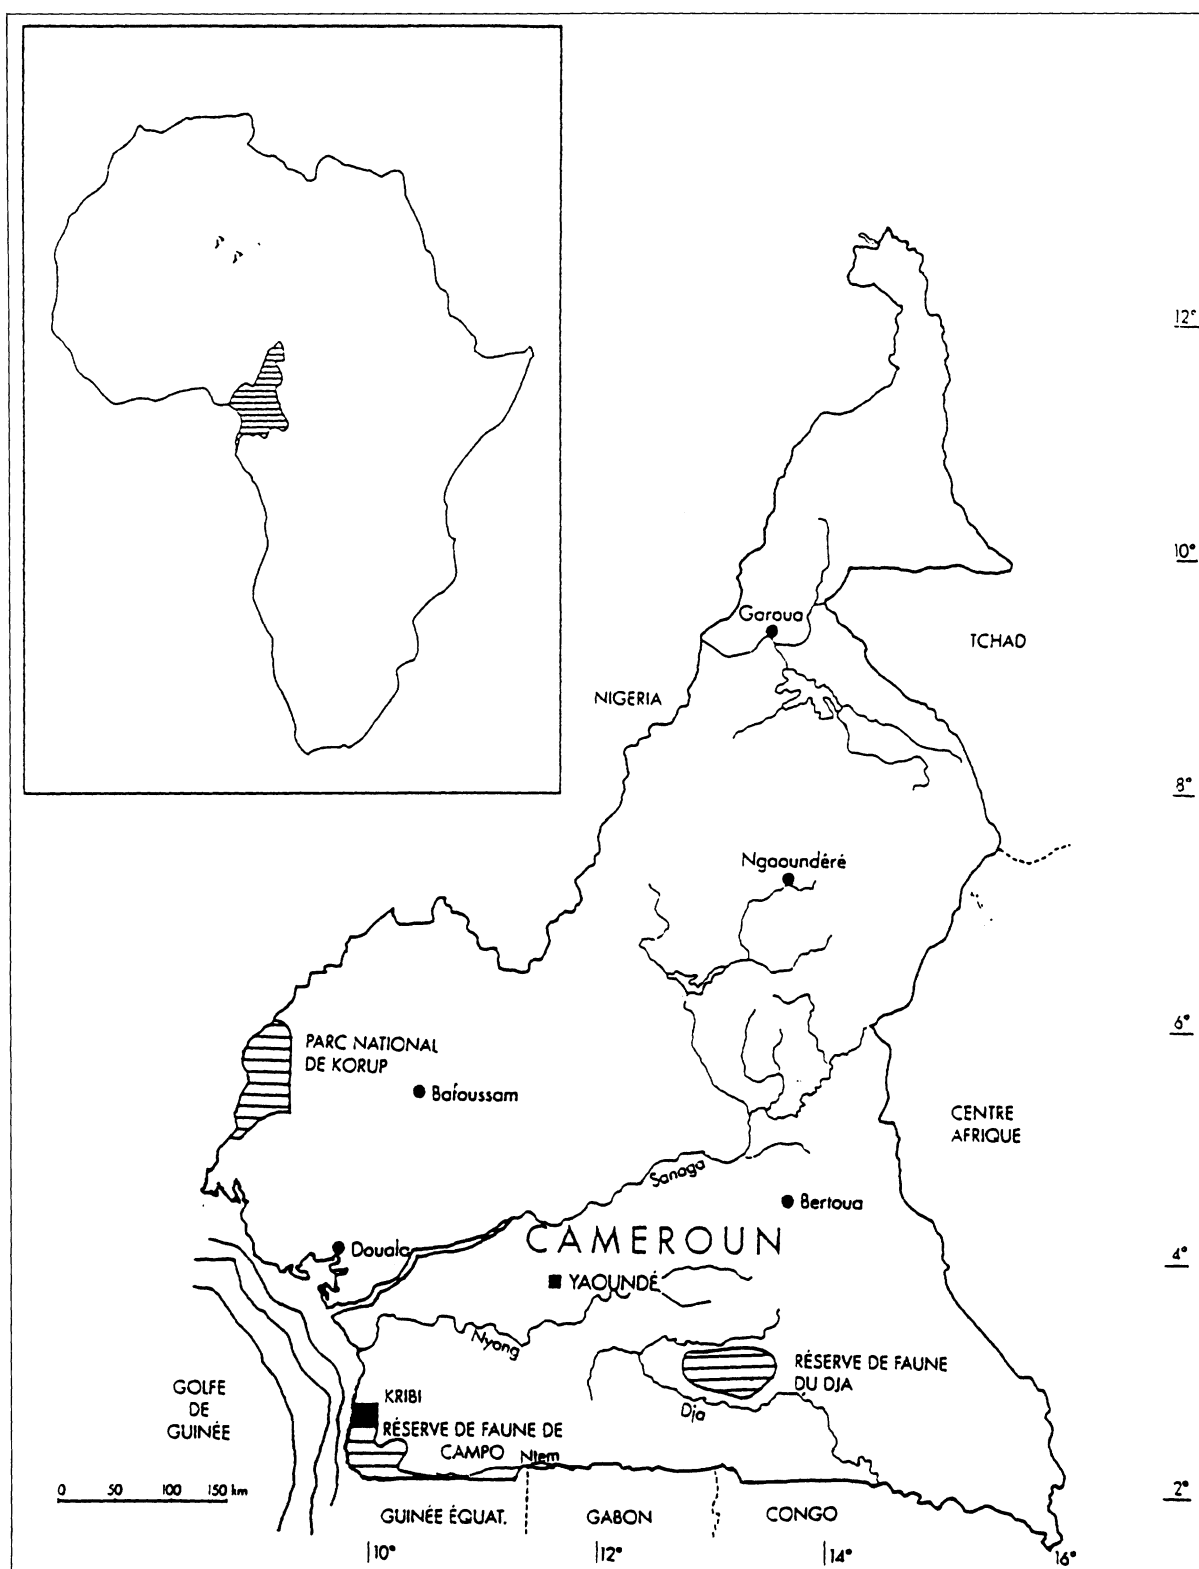 12°
10°
Garoua
TCHAD
NIGERIA
8°
Ngaoundéré
6°
PARC NATIONAL
DE KORUP
Bafoussam
CENTRE
AFRIQUE
Sanaga
Bertoua
CAMEROUN
Douala
4°
YAOUNDÉ
Nyong
RÉSERVE DE FAUNE
DU DJA
GOLFE
DE
GUINÉE
KRIBI
Dja
RÉSERVE DE FAUNE DE
CAMPO
Ntem
0 50 100 150 km
2°
GUINÉE ÉQUAT.
GABON
CONGO
10°
12°
14°
16°